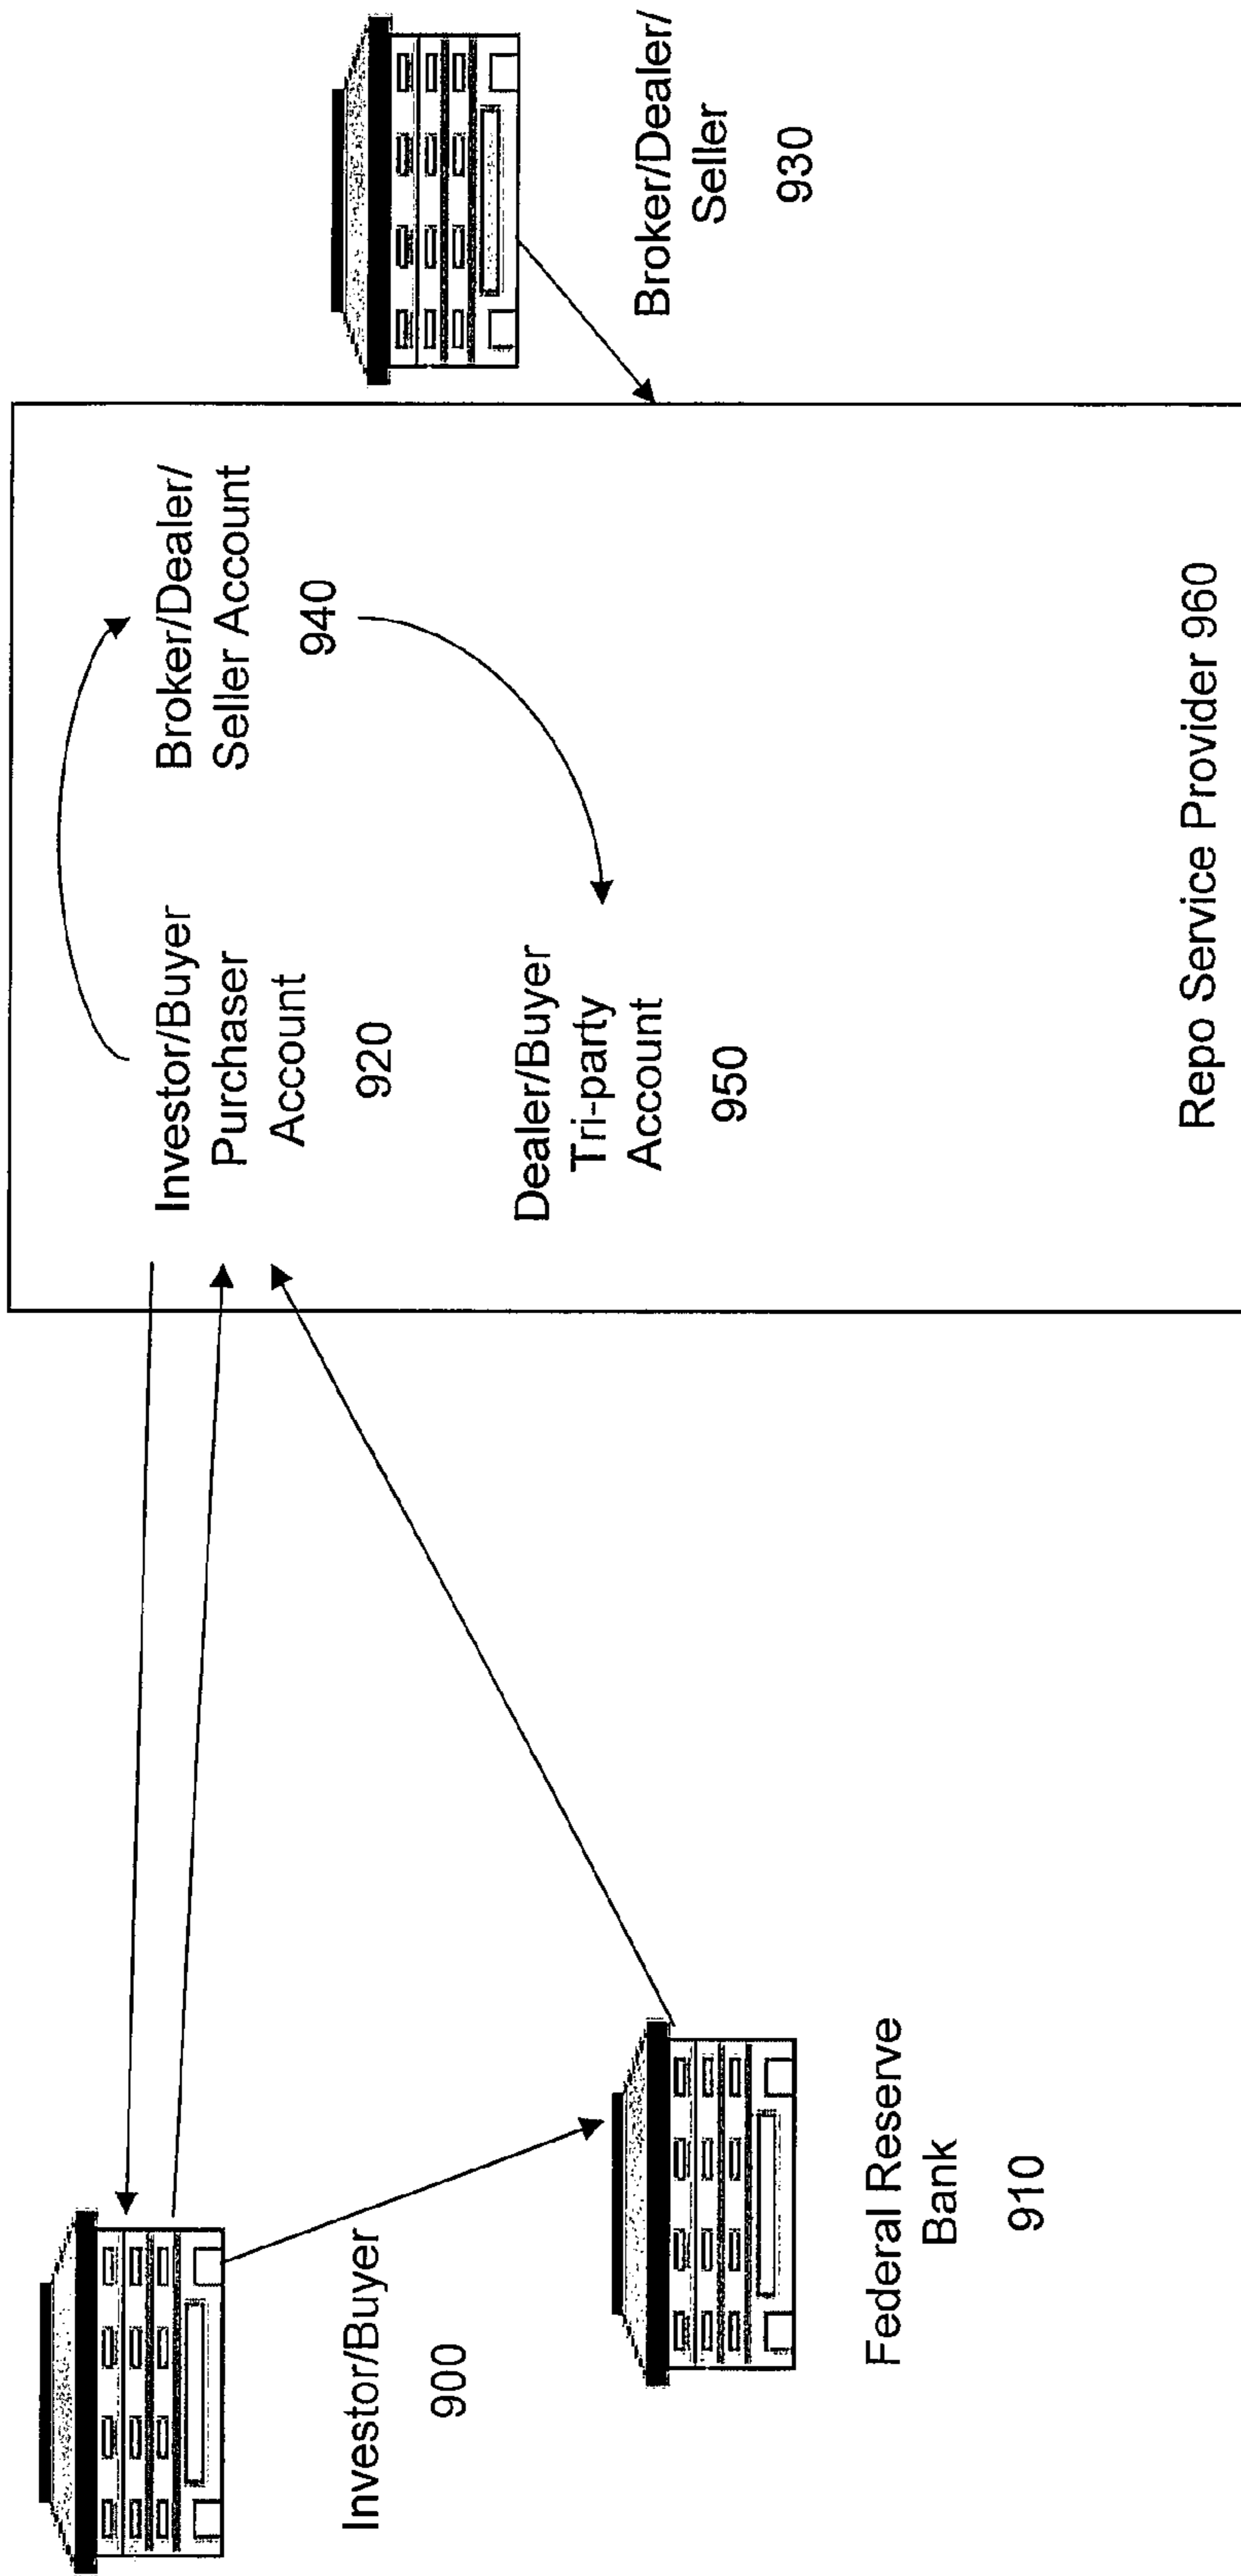 Investor/Buyer
900
Federal Reserve
Bank
910
Investor/Buyer
Purchaser
Account
920
Broker/Dealer/
Seller Account
940
Dealer/Buyer
Tri-party
Account
950
Repo Service Provider 960
Broker/Dealer/
Seller
930